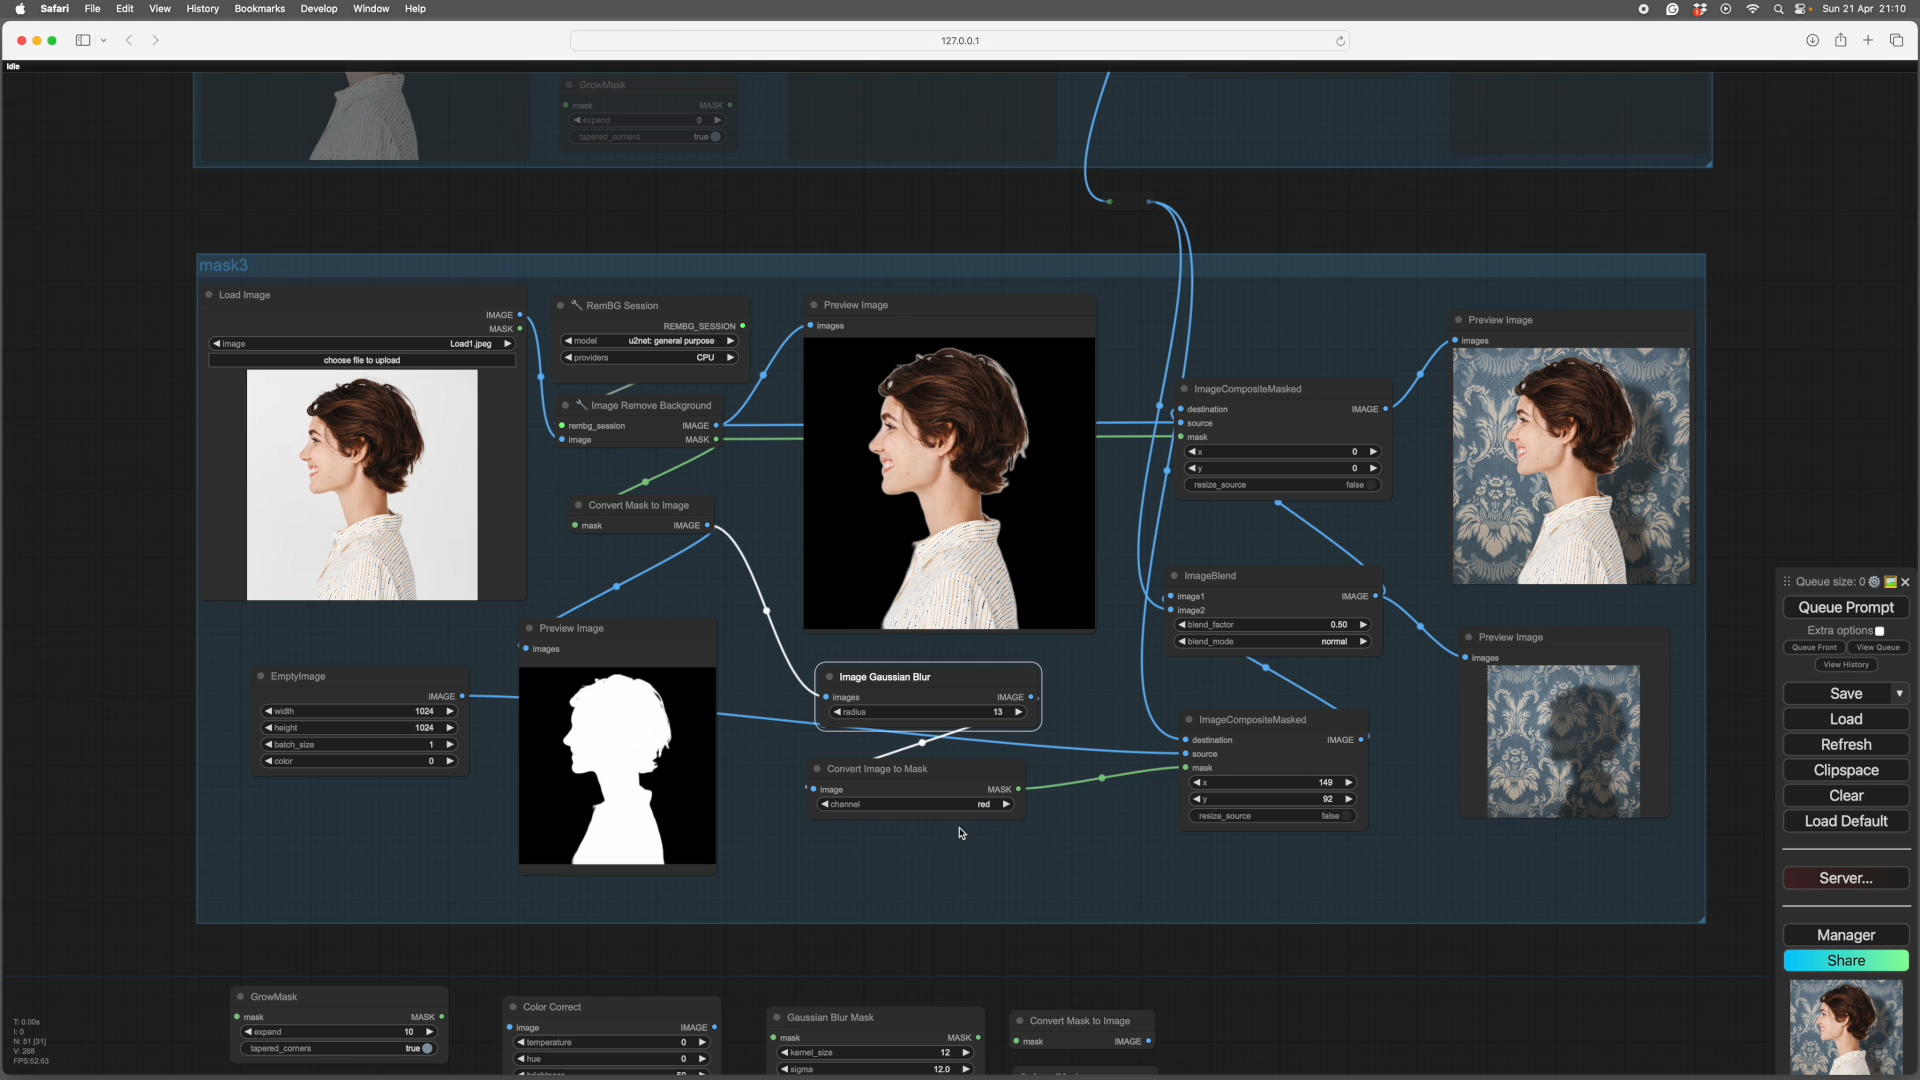 Safari File Edit View History Bookmarks Develop Window Help
Sun 21 Apr 21:10
127.0.0.1
Idle
GrowMask
mask MASK
expand 0
tapered_corners true
mask3
Load Image
IMAGE
MASK
image Load1.jpeg
choose file to upload
RemBG Session
REMBG_SESSION
model u2net: general purpose
providers CPU
Image Remove Background
rembg_session IMAGE
image MASK
Convert Mask to Image
mask IMAGE
Preview Image
images
Preview Image
images
EmptyImage
IMAGE
width 1024
height 1024
batch_size 1
color 0
Image Gaussian Blur
images IMAGE
radius 13
Convert Image to Mask
image MASK
channel red
ImageCompositeMasked
destination IMAGE
source
mask
x 0
y 0
resize_source false
ImageBlend
image1 IMAGE
image2
blend_factor 0.50
blend_mode normal
ImageCompositeMasked
destination IMAGE
source
mask
x 149
y 92
resize_source false
Preview Image
images
Preview Image
images
Queue size: 0
Queue Prompt
Extra options
Queue Front View Queue
View History
Save
Load
Refresh
Clipspace
Clear
Load Default
Server...
Manager
Share
GrowMask
mask MASK
expand 10
tapered_corners true
Color Correct
image IMAGE
temperature 0
hue 0
Gaussian Blur Mask
mask MASK
kernel_size 12
sigma 12.0
Convert Mask to Image
mask IMAGE
T: 0.00s
I: 0
N: 51 [31]
V: 268
FPS:52.63